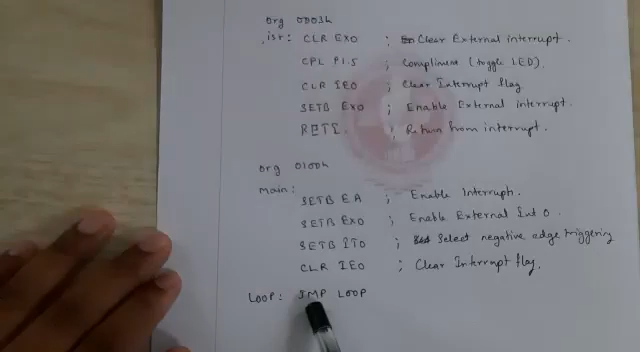 org 0003h
isr: CLR EX0 ; Clear External interrupt.
CPL P1.5 ; Compliment (toggle LED).
CLR IE0 ; Clear Interrupt flag
SETB EX0 ; Enable External interrupt.
RETI. ; Return from interrupt.
org 0100h
main:
SETB EA ; Enable Interrupt.
SETB EX0 ; Enable External Int 0.
SETB IT0 ; Select negative edge triggering
CLR IE0 ; Clear Interrupt flag.
LOOP: JMP LOOP